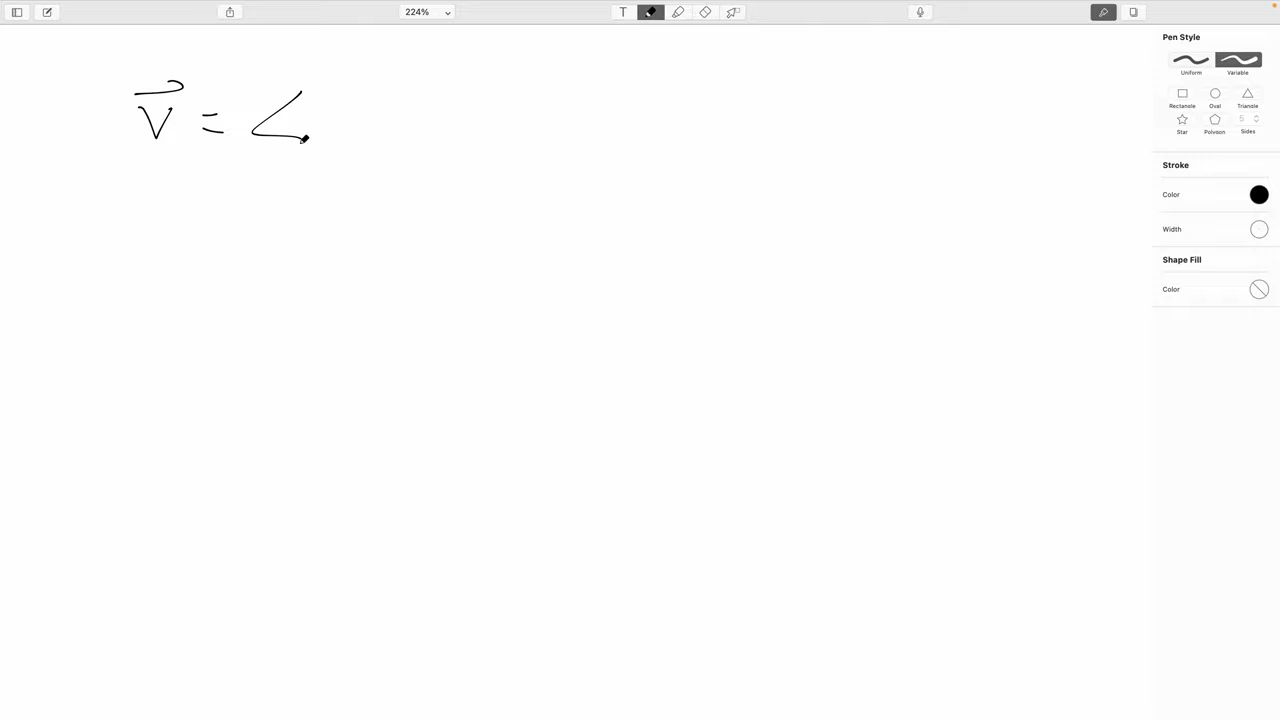 224%
T
v⃗ = <
Pen Style
Uniform Variable
Rectangle Oval Triangle
Star Polygon 5 Sides
Stroke
Color
Width
Shape Fill
Color